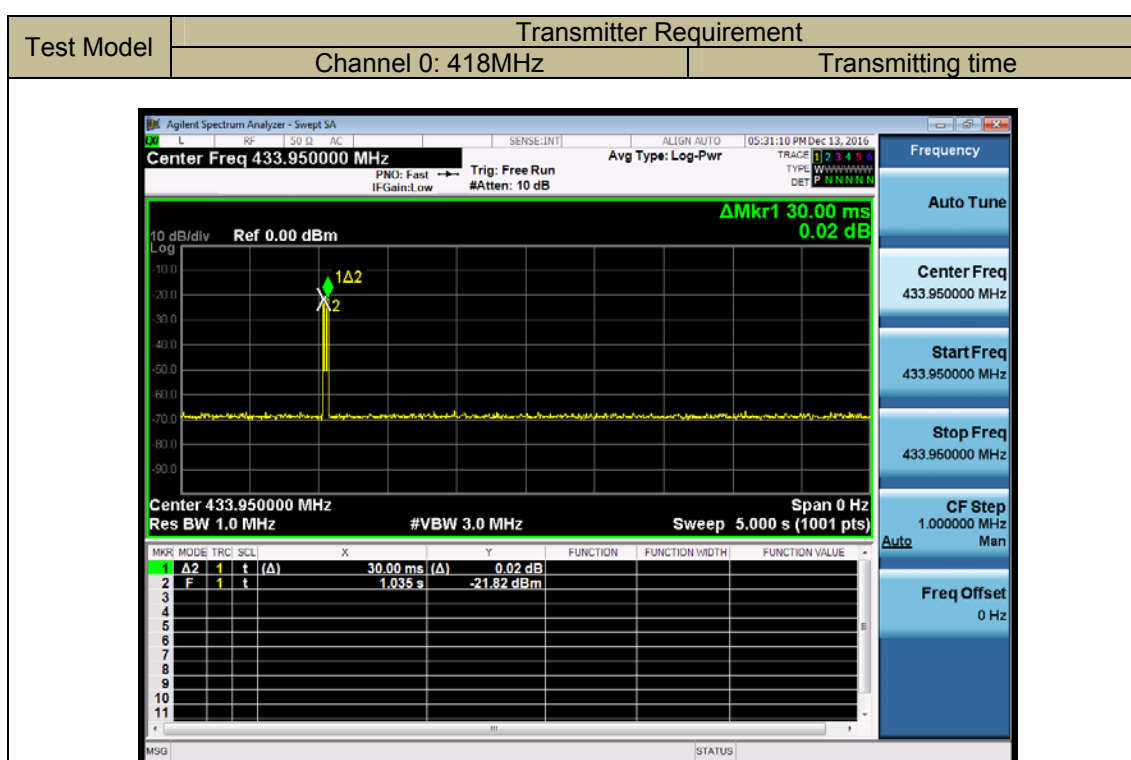 Test Model
Transmitter Requirement
Channel 0: 418MHz
Transmitting time
Agilent Spectrum Analyzer - Swept SA
L RF 50 Ω AC SENSE:INT ALIGN AUTO 05:31:10 PM Dec 13, 2016
Center Freq 433.950000 MHz
PNO: Fast
IFGain:Low
Trig: Free Run
#Atten: 10 dB
Avg Type: Log-Pwr
TRACE 1 2 3 4 5 6
TYPE WWWWWW
DET P N N N N N
ΔMkr1 30.00 ms
0.02 dB
10 dB/div Ref 0.00 dBm
Log
-10.0
-20.0
-30.0
-40.0
-50.0
-60.0
-70.0
-80.0
-90.0
1Δ2
2
Center 433.950000 MHz Span 0 Hz
Res BW 1.0 MHz #VBW 3.0 MHz Sweep 5.000 s (1001 pts)
MKR MODE TRC SCL X Y FUNCTION FUNCTION WIDTH FUNCTION VALUE
1 Δ2 1 t (Δ) 30.00 ms (Δ) 0.02 dB
2 F 1 t 1.035 s -21.82 dBm
3
4
5
6
7
8
9
10
11
MSG STATUS
Frequency
Auto Tune
Center Freq
433.950000 MHz
Start Freq
433.950000 MHz
Stop Freq
433.950000 MHz
CF Step
1.000000 MHz
Auto Man
Freq Offset
0 Hz